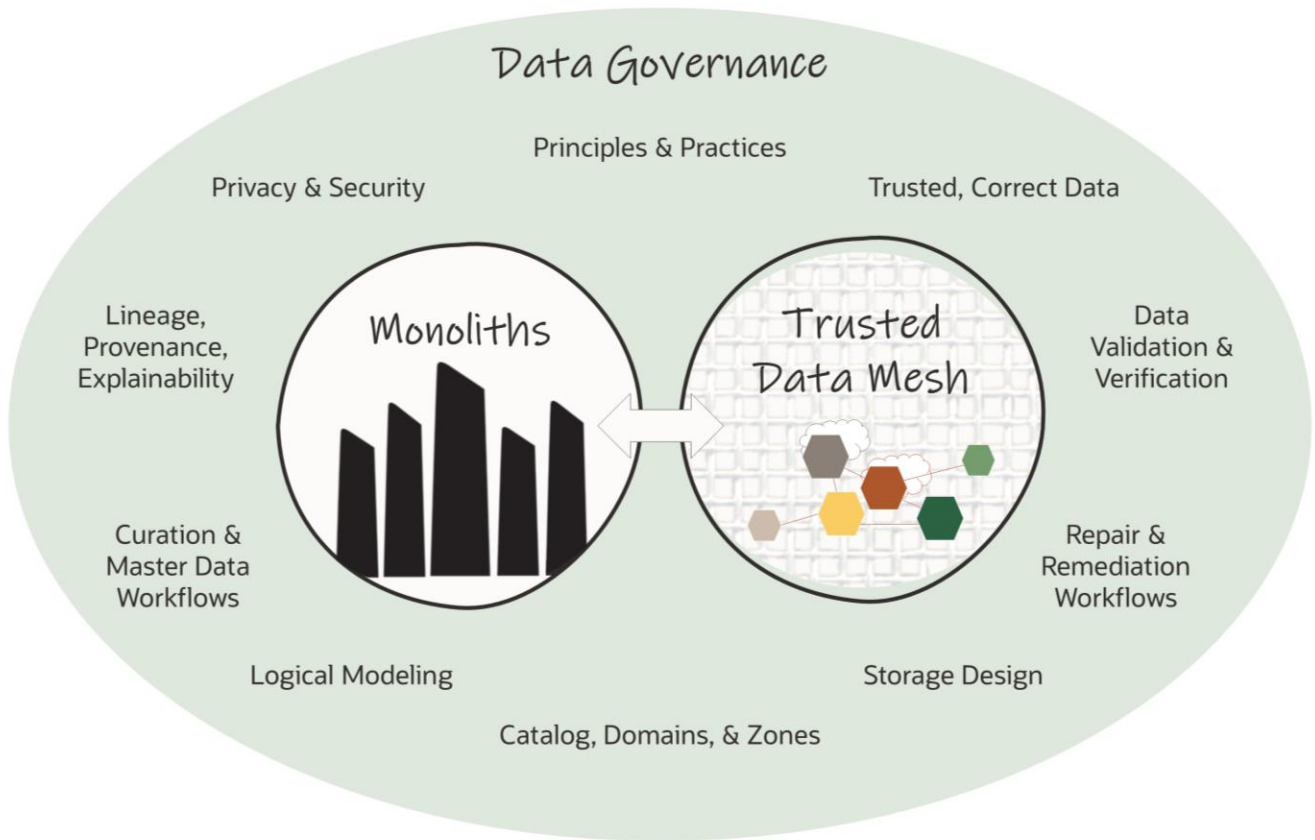 Data Governance
Principles & Practices
Privacy & Security
Trusted, Correct Data
Lineage,
Provenance,
Explainability
Monoliths
Trusted
Data Mesh
Data
Validation &
Verification
Curation &
Master Data
Workflows
Repair &
Remediation
Workflows
Logical Modeling
Storage Design
Catalog, Domains, & Zones